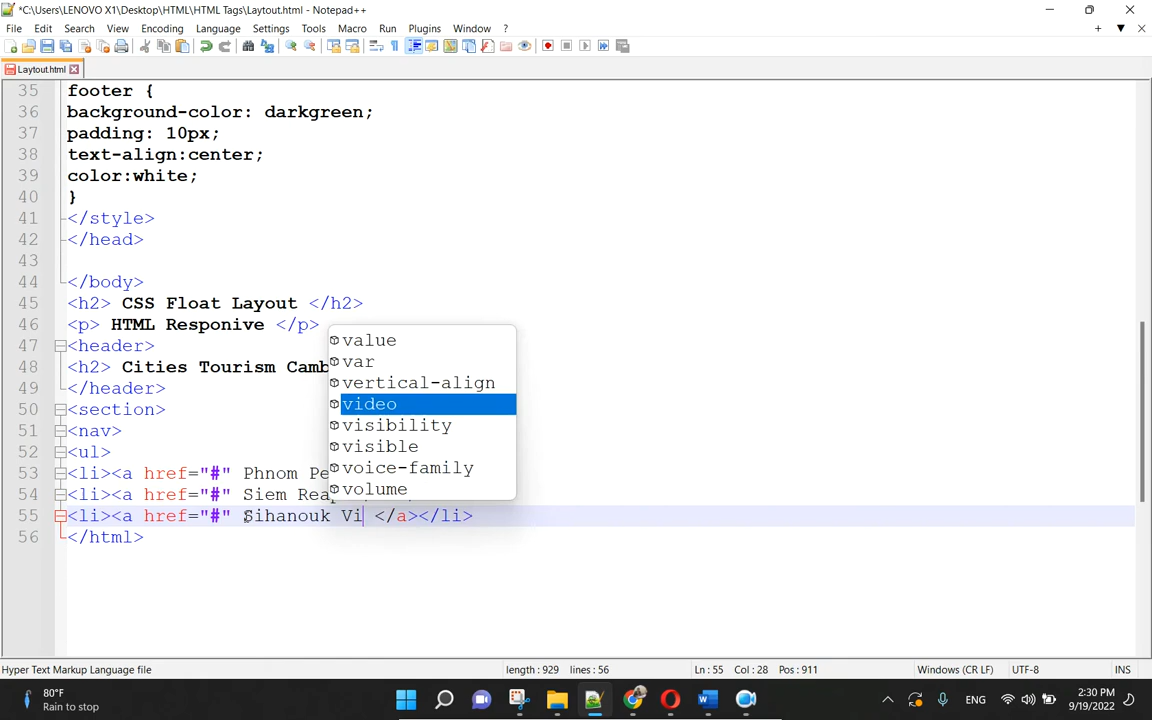 *C:\Users\LENOVO X1\Desktop\HTML\HTML Tags\Laytout.html - Notepad++
File Edit Search View Encoding Language Settings Tools Macro Run Plugins Window ?
Laytout.html
35 footer {
36 background-color: darkgreen;
37 padding: 10px;
38 text-align:center;
39 color:white;
40 }
41 </style>
42 </head>
43
44 </body>
45 <h2> CSS Float Layout </h2>
46 <p> HTML Responive </p>
47 <header>
48 <h2> Cities Tourism Camb
49 </header>
50 <section>
51 <nav>
52 <ul>
53 <li><a href="#" Phnom Pe
54 <li><a href="#" Siem Reap
55 <li><a href="#" Sihanouk Vi </a></li>
56 </html>
value
var
vertical-align
video
visibility
visible
voice-family
volume
Hyper Text Markup Language file length : 929 lines : 56 Ln : 55 Col : 28 Pos : 911 Windows (CR LF) UTF-8 INS
80°F
Rain to stop
ENG
2:30 PM
9/19/2022